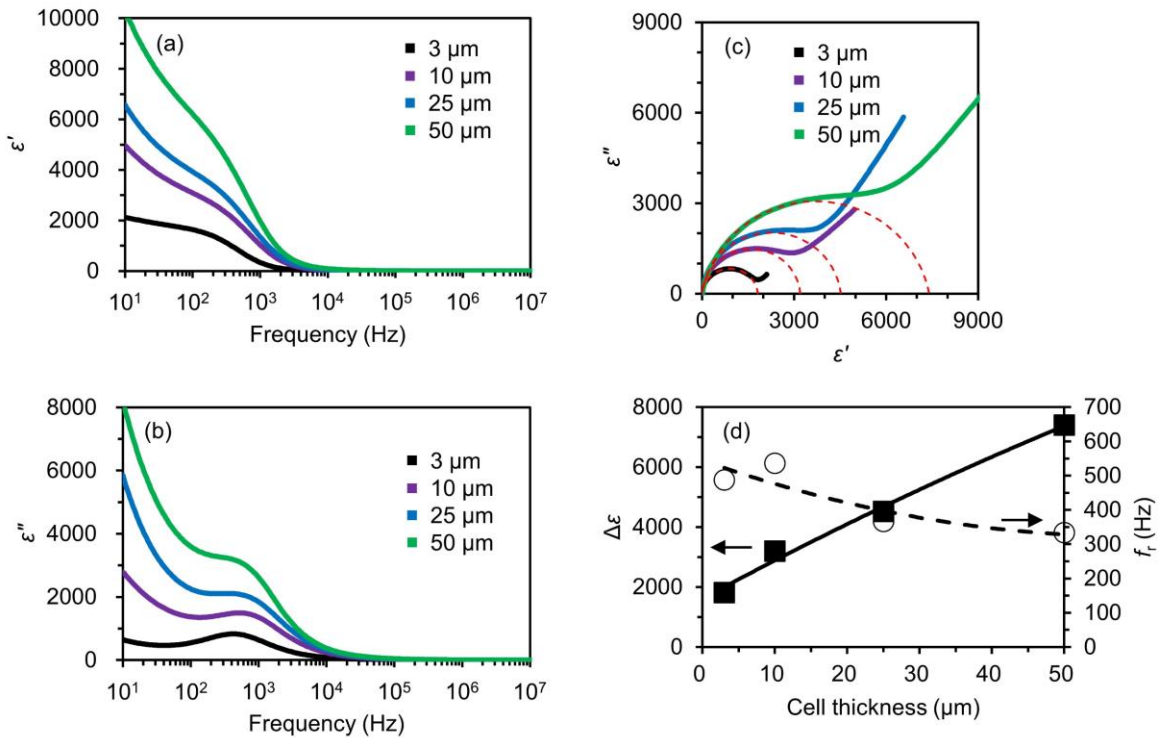 (a)
10000
8000
6000
4000
2000
0
ε′
3 µm
10 µm
25 µm
50 µm
10¹ 10² 10³ 10⁴ 10⁵ 10⁶ 10⁷
Frequency (Hz)
(c)
9000
6000
3000
0
ε″
3 µm
10 µm
25 µm
50 µm
0 3000 6000 9000
ε′
(b)
8000
6000
4000
2000
0
ε″
3 µm
10 µm
25 µm
50 µm
10¹ 10² 10³ 10⁴ 10⁵ 10⁶ 10⁷
Frequency (Hz)
(d)
8000
6000
4000
2000
0
Δε
700
600
500
400
300
200
100
0
fᵣ (Hz)
0 10 20 30 40 50
Cell thickness (µm)